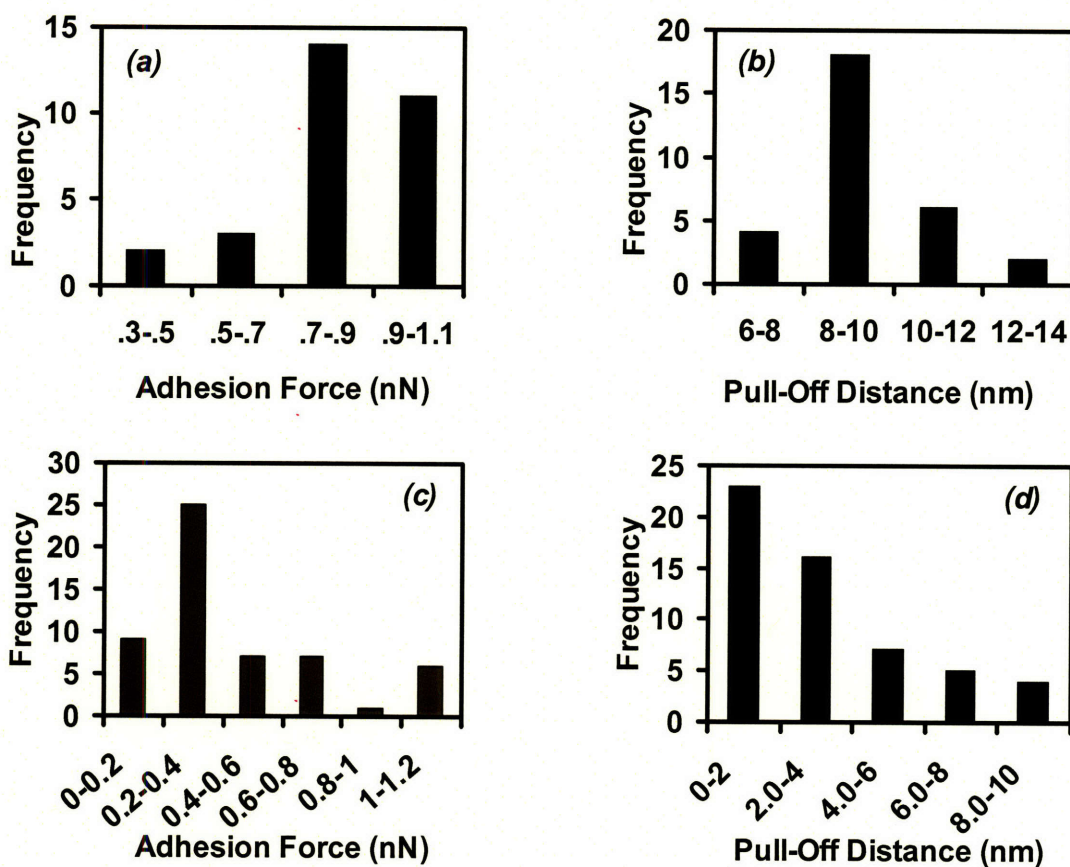 (a)
Frequency
15
10
5
0
.3-.5 .5-.7 .7-.9 .9-1.1
Adhesion Force (nN)
(b)
Frequency
20
15
10
5
0
6-8 8-10 10-12 12-14
Pull-Off Distance (nm)
(c)
Frequency
30
25
20
15
10
5
0
0-0.2 0.2-0.4 0.4-0.6 0.6-0.8 0.8-1 1-1.2
Adhesion Force (nN)
(d)
Frequency
25
20
15
10
5
0
0-2 2.0-4 4.0-6 6.0-8 8.0-10
Pull-Off Distance (nm)